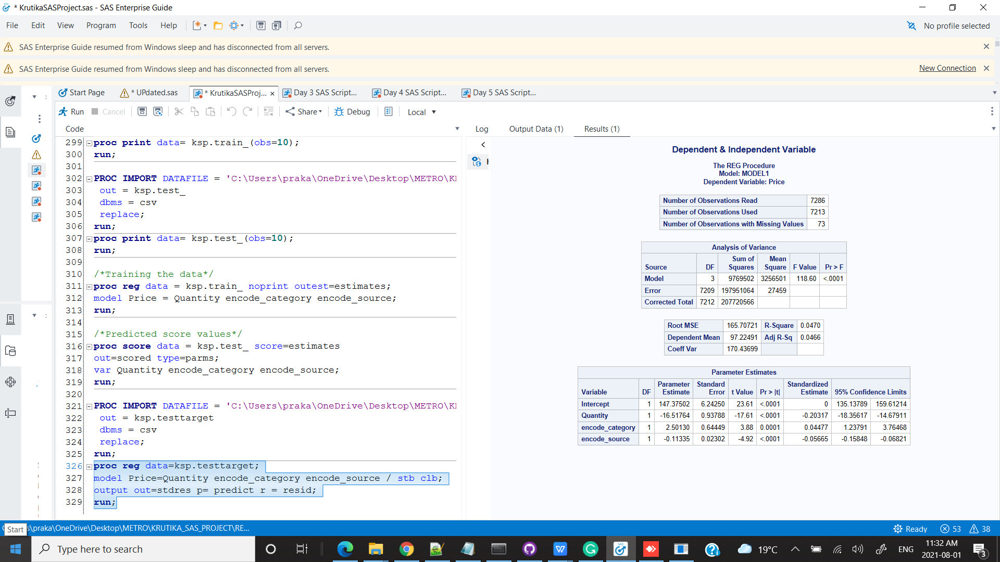 * KrutikaSASProject.sas - SAS Enterprise Guide
File Edit View Program Tools Help
No profile selected
SAS Enterprise Guide resumed from Windows sleep and has disconnected from all servers.
SAS Enterprise Guide resumed from Windows sleep and has disconnected from all servers.
New Connection
Start Page * UPdated.sas * KrutikaSASProj... Day 3 SAS Script... Day 4 SAS Script... Day 5 SAS Script...
Run Cancel Share Debug Local
Code
299 proc print data= ksp.train_(obs=10);
300 run;
301
302 PROC IMPORT DATAFILE = 'C:\Users\praka\OneDrive\Desktop\METRO\K
303 out = ksp.test_
304 dbms = csv
305 replace;
306 run;
307 proc print data= ksp.test_(obs=10);
308 run;
309
310 /*Training the data*/
311 proc reg data = ksp.train_ noprint outest=estimates;
312 model Price = Quantity encode_category encode_source;
313 run;
314
315 /*Predicted score values*/
316 proc score data = ksp.test_ score=estimates
317 out=scored type=parms;
318 var Quantity encode_category encode_source;
319 run;
320
321 PROC IMPORT DATAFILE = 'C:\Users\praka\OneDrive\Desktop\METRO\K
322 out = ksp.testtarget
323 dbms = csv
324 replace;
325 run;
326 proc reg data=ksp.testtarget;
327 model Price=Quantity encode_category encode_source / stb clb;
328 output out=stdres p= predict r = resid;
329 run;
Log Output Data (1) Results (1)
Dependent & Independent Variable
The REG Procedure
Model: MODEL1
Dependent Variable: Price
Number of Observations Read 7286
Number of Observations Used 7213
Number of Observations with Missing Values 73
Analysis of Variance
Source DF Sum of Squares Mean Square F Value Pr > F
Model 3 9769502 3256501 118.60 <.0001
Error 7209 197951064 27459
Corrected Total 7212 207720566
Root MSE 165.70721 R-Square 0.0470
Dependent Mean 97.22491 Adj R-Sq 0.0466
Coeff Var 170.43699
Parameter Estimates
Variable DF Parameter Estimate Standard Error t Value Pr > |t| Standardized Estimate 95% Confidence Limits
Intercept 1 147.37502 6.24250 23.61 <.0001 0 135.13789 159.61214
Quantity 1 -16.51764 0.93788 -17.61 <.0001 -0.20317 -18.35617 -14.67911
encode_category 1 2.50130 0.64449 3.88 0.0001 0.04477 1.23791 3.76468
encode_source 1 -0.11335 0.02302 -4.92 <.0001 -0.05665 -0.15848 -0.06821
Start
s\praka\OneDrive\Desktop\METRO\KRUTIKA_SAS_PROJECT\RE...
Ready 53 38
Type here to search
19°C
ENG
11:32 AM
2021-08-01
3